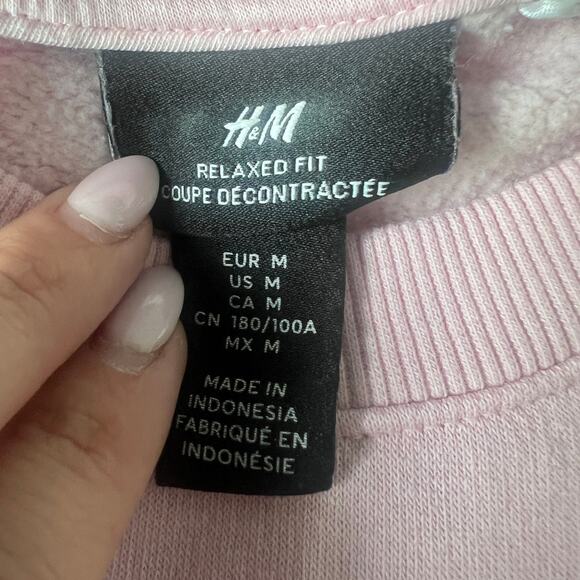 H&M
RELAXED FIT
COUPE DÉCONTRACTÉE
EUR M
US M
CA M
CN 180/100A
MX M
MADE IN
INDONESIA
FABRIQUÉ EN
INDONÉSIE